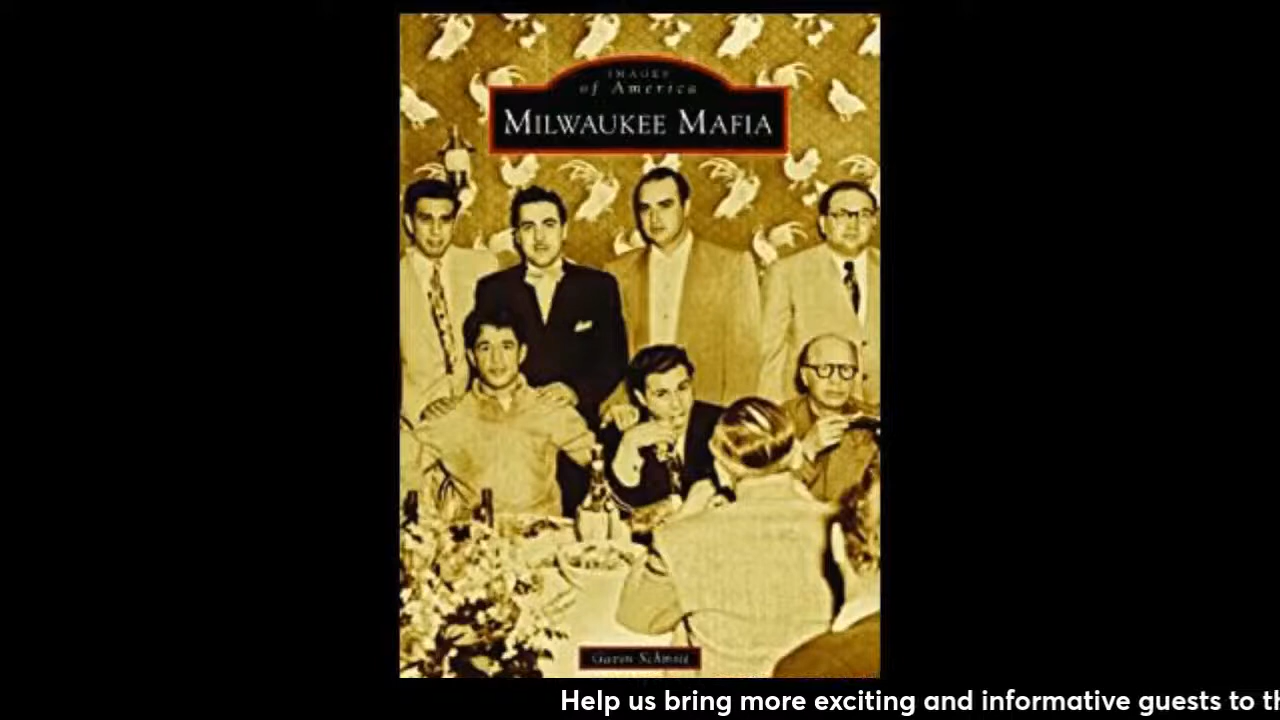 IMAGES
of America
MILWAUKEE MAFIA
Gavin Schmitt
Help us bring more exciting and informative guests to th